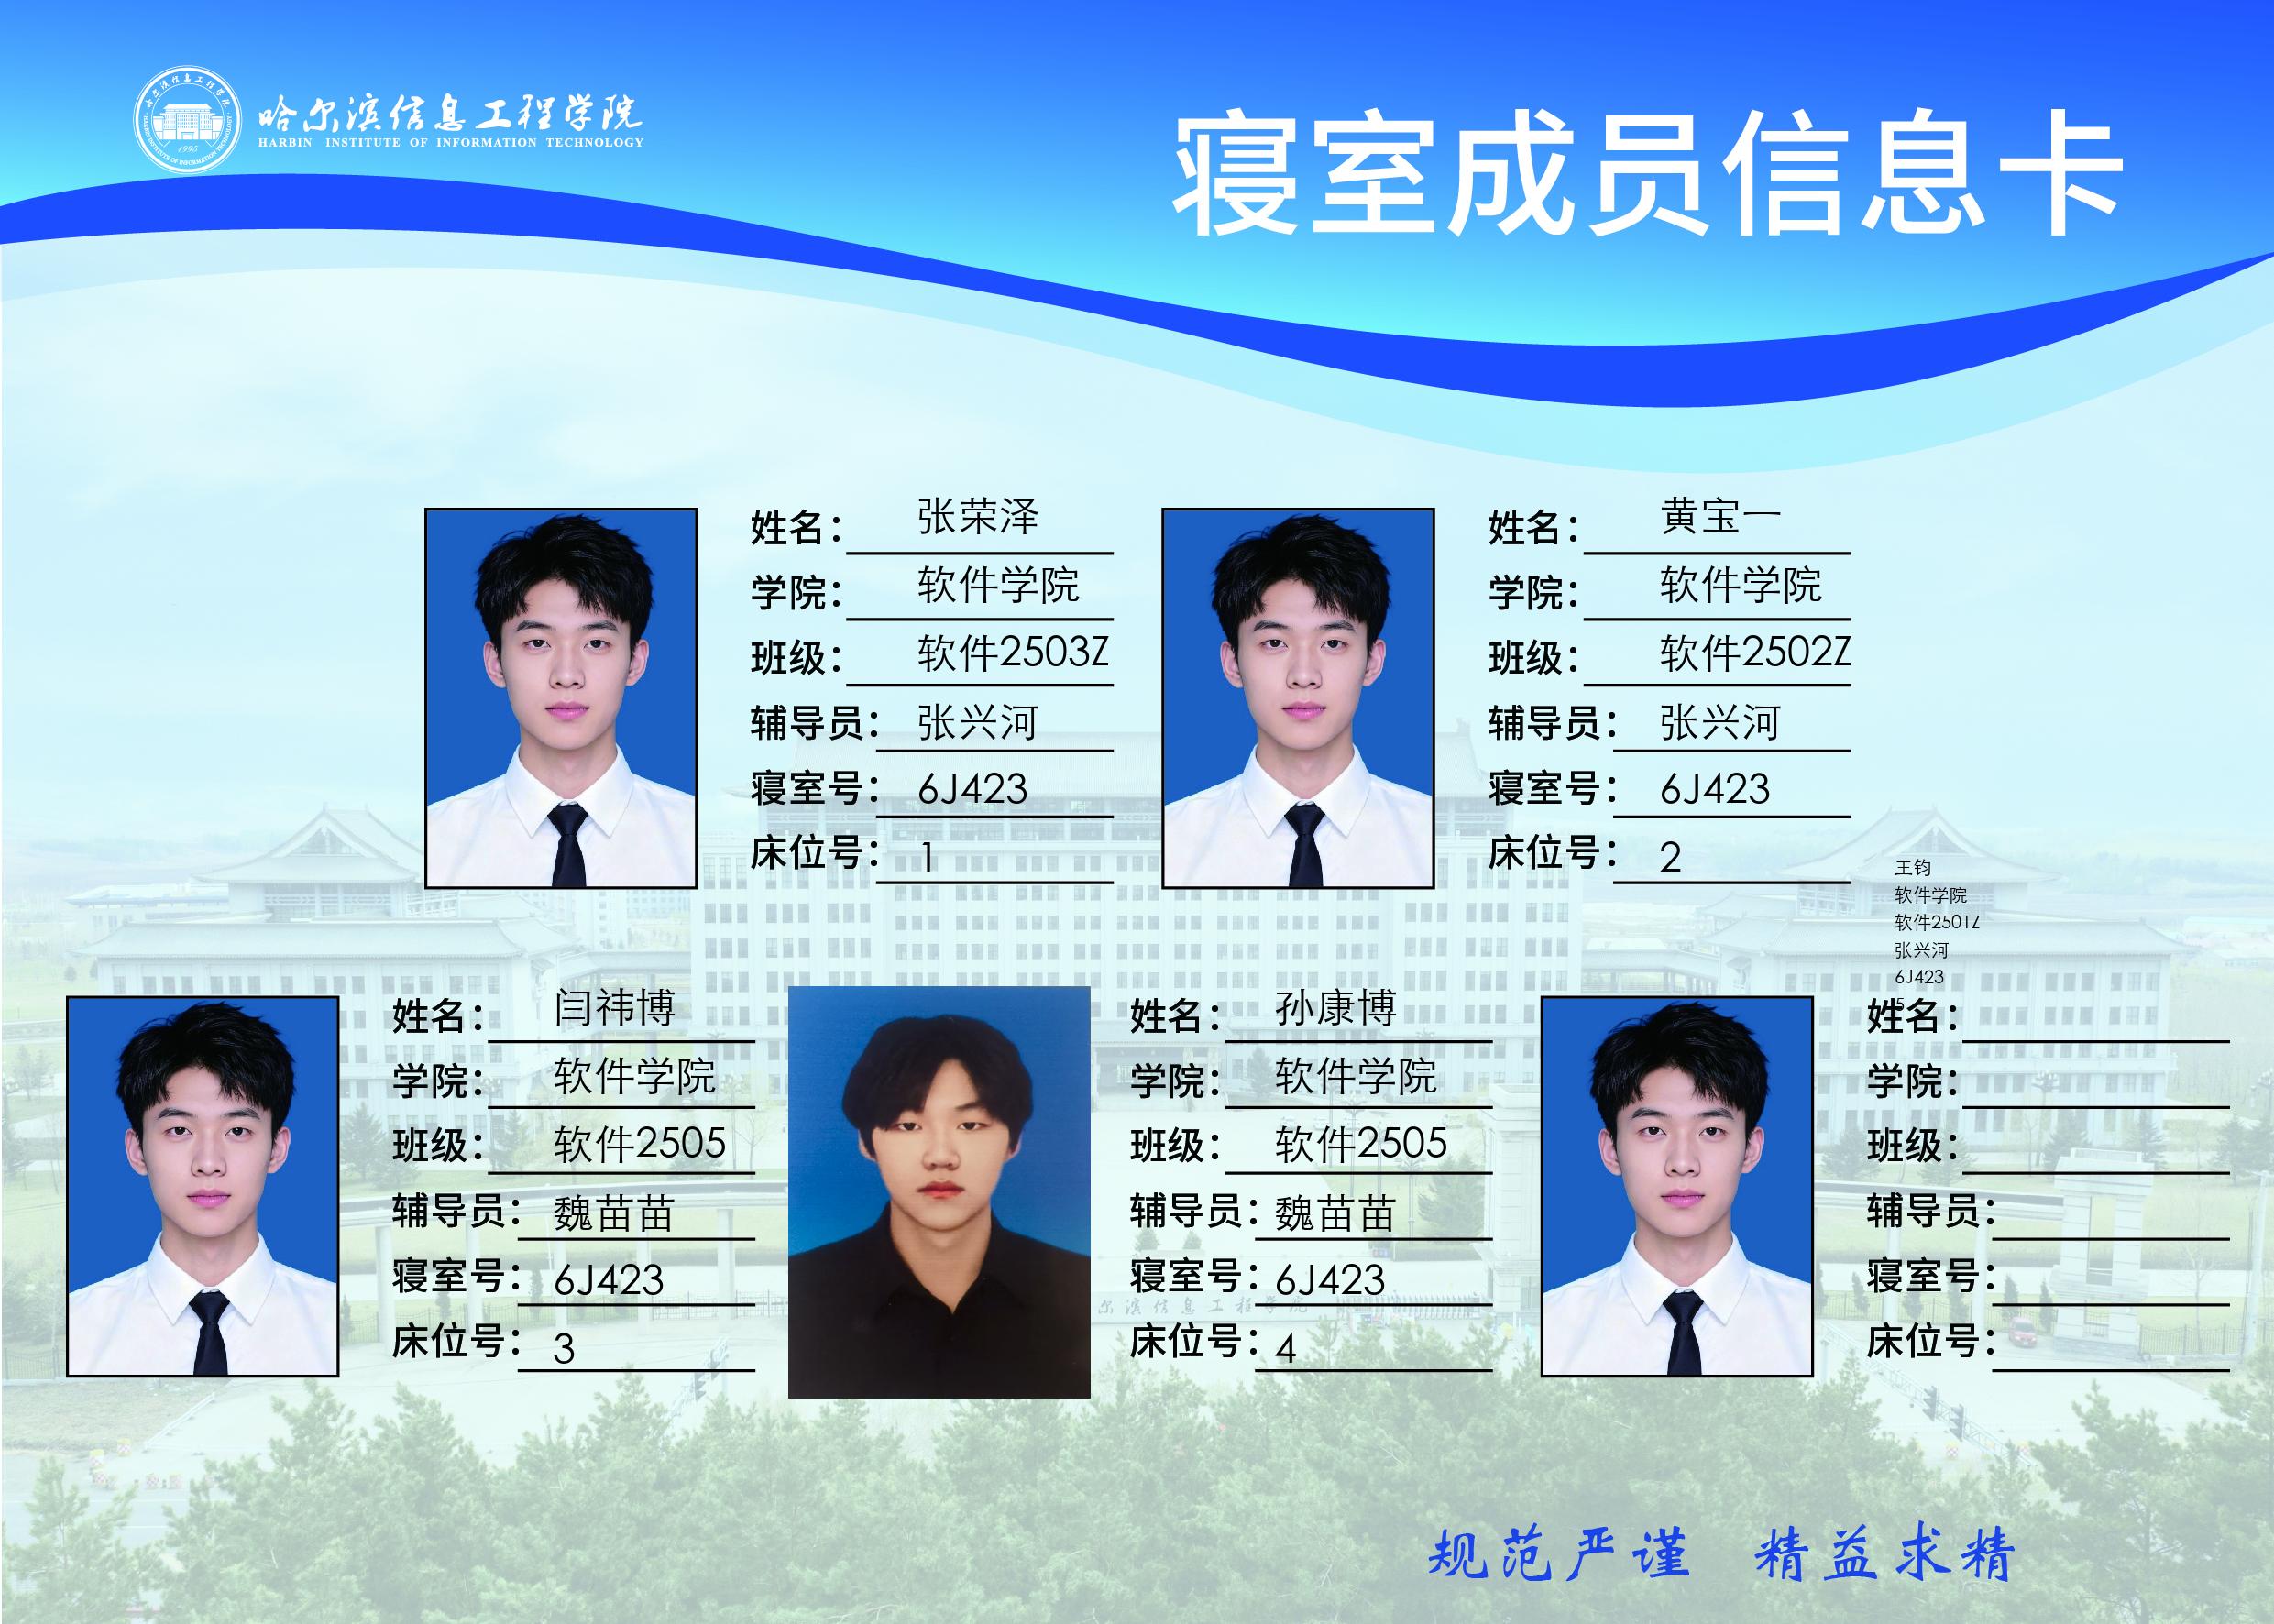 哈尔滨信息工程学院
HARBIN INSTITUTE OF INFORMATION TECHNOLOGY
1995
寝室成员信息卡
姓名：张荣泽
学院：软件学院
班级：软件2503Z
辅导员：张兴河
寝室号：6J423
床位号：1
姓名：黄宝一
学院：软件学院
班级：软件2502Z
辅导员：张兴河
寝室号：6J423
床位号：2
姓名：闫祎博
学院：软件学院
班级：软件2505
辅导员：魏苗苗
寝室号：6J423
床位号：3
姓名：孙康博
学院：软件学院
班级：软件2505
辅导员：魏苗苗
寝室号：6J423
床位号：4
王钧
软件学院
软件2501Z
张兴河
6J423
5
姓名：
学院：
班级：
辅导员：
寝室号：
床位号：
尔滨信息工程学院
规范严谨 精益求精